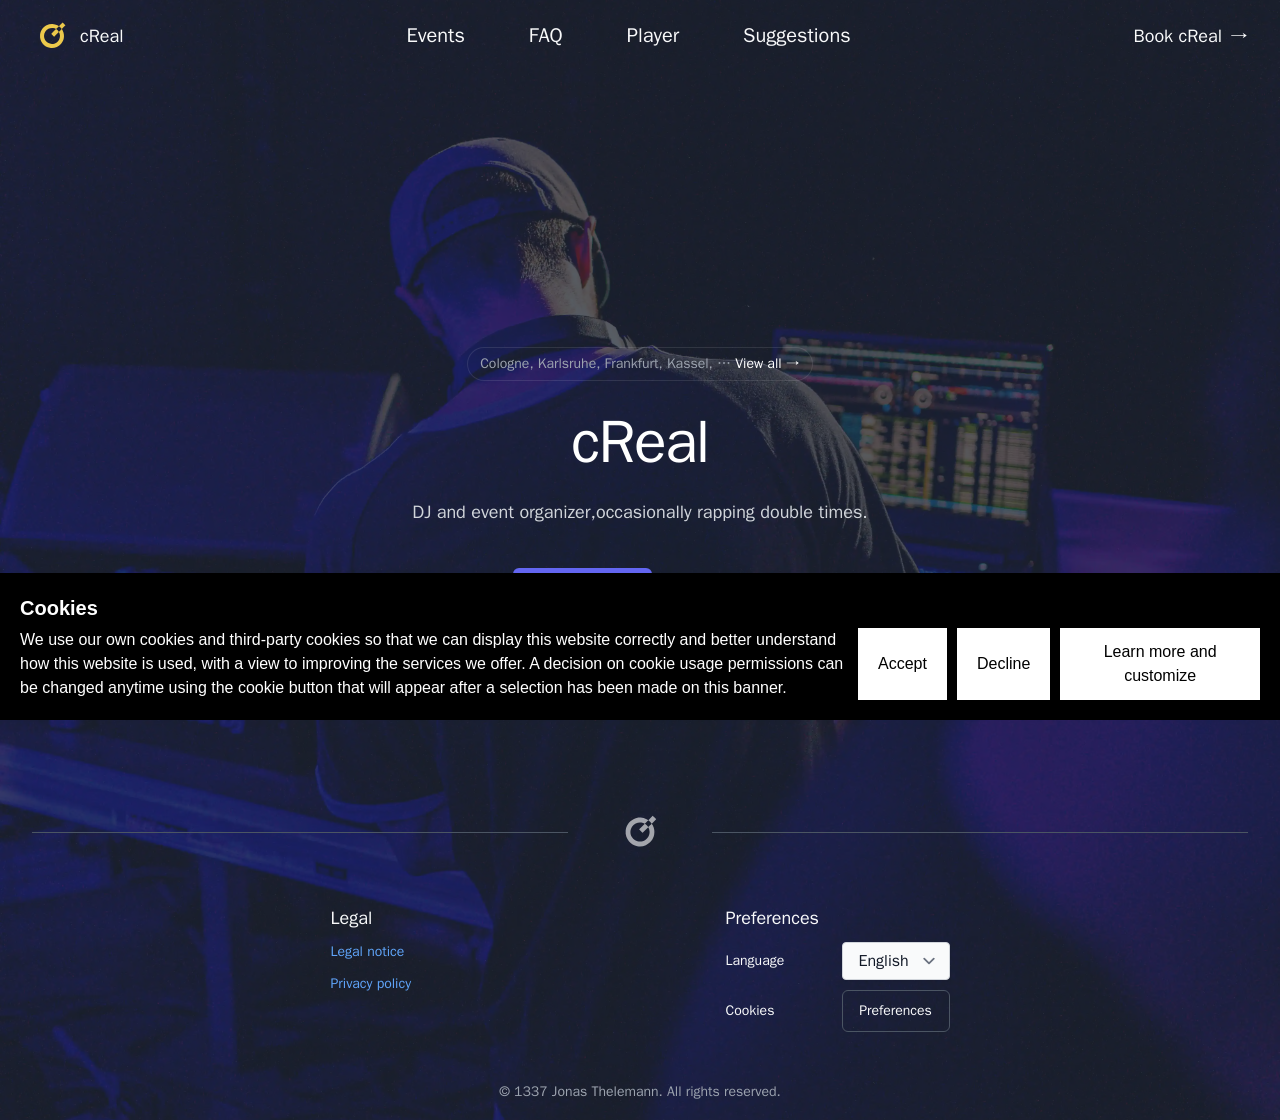 cReal
Events
FAQ
Player
Suggestions
Book cReal →
Cologne, Karlsruhe, Frankfurt, Kassel, ··· View all →
cReal
DJ and event organizer,occasionally rapping double times.
Cookies
We use our own cookies and third-party cookies so that we can display this website correctly and better understand
how this website is used, with a view to improving the services we offer. A decision on cookie usage permissions can
be changed anytime using the cookie button that will appear after a selection has been made on this banner.
Accept
Decline
Learn more and
customize
Legal
Legal notice
Privacy policy
Preferences
Language
English
Cookies
Preferences
© 1337 Jonas Thelemann. All rights reserved.